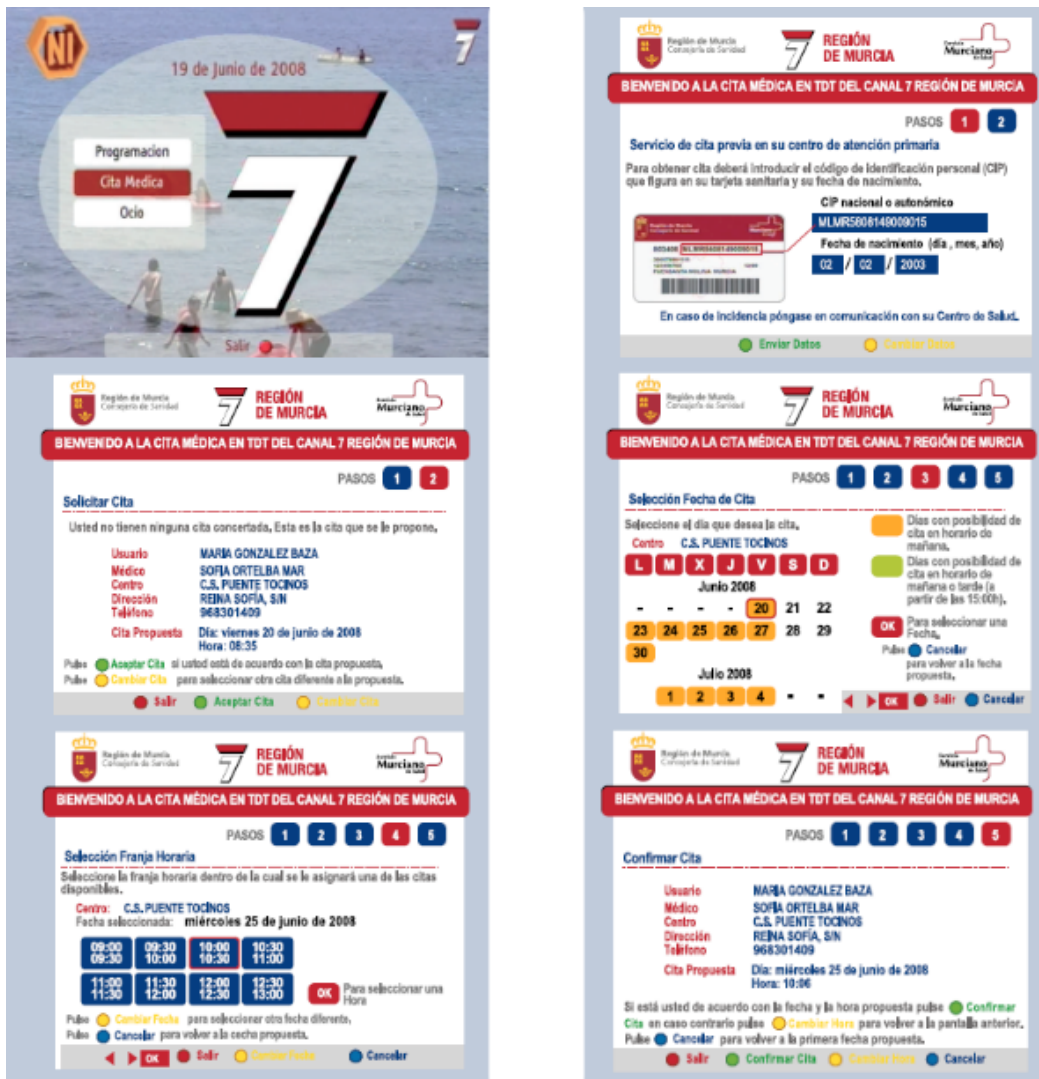 NI
7
19 de Junio de 2008
Programacion
Cita Medica
Ocio
7
Salir
Región de Murcia
Consejería de Sanidad
7 REGIÓN
DE MURCIA
Murciano
BIENVENIDO A LA CITA MÉDICA EN TDT DEL CANAL 7 REGIÓN DE MURCIA
PASOS 1 2
Servicio de cita previa en su centro de atención primaria
Para obtener cita deberá introducir el código de identificación personal (CIP)
que figura en su tarjeta sanitaria y su fecha de nacimiento.
CIP nacional o autonómico
MLMR5808149009015
Fecha de nacimiento (día , mes, año)
02 / 02 / 2003
En caso de incidencia póngase en comunicación con su Centro de Salud.
Enviar Datos Cambiar Datos
Región de Murcia
Consejería de Sanidad
7 REGIÓN
DE MURCIA
Murciano
BIENVENIDO A LA CITA MÉDICA EN TDT DEL CANAL 7 REGIÓN DE MURCIA
PASOS 1 2
Solicitar Cita
Usted no tienen ninguna cita concertada. Esta es la cita que se le propone.
Usuario MARIA GONZALEZ BAZA
Médico SOFIA ORTELBA MAR
Centro C.S. PUENTE TOCINOS
Dirección REINA SOFÍA, S/N
Teléfono 968301409
Cita Propuesta Día: viernes 20 de junio de 2008
Hora: 08:35
Pulse Aceptar Cita si usted está de acuerdo con la cita propuesta.
Pulse Cambiar Cita para seleccionar otra cita diferente a la propuesta.
Salir Aceptar Cita Cambiar Cita
Región de Murcia
Consejería de Sanidad
7 REGIÓN
DE MURCIA
Murciano
BIENVENIDO A LA CITA MÉDICA EN TDT DEL CANAL 7 REGIÓN DE MURCIA
PASOS 1 2 3 4 5
Selección Fecha de Cita
Seleccione el día que desea la cita.
Centro C.S. PUENTE TOCINOS
L M X J V S D
Junio 2008
- - - - 20 21 22
23 24 25 26 27 28 29
30
Julio 2008
1 2 3 4 - -
Días con posibilidad de
cita en horario de
mañana.
Días con posibilidad de
cita en horario de
mañana o tarde (a
partir de las 15:00h).
OK Para seleccionar una
Fecha.
Pulse Cancelar
para volver a la fecha
propuesta.
OK Salir Cancelar
Región de Murcia
Consejería de Sanidad
7 REGIÓN
DE MURCIA
Murciano
BIENVENIDO A LA CITA MÉDICA EN TDT DEL CANAL 7 REGIÓN DE MURCIA
PASOS 1 2 3 4 5
Selección Franja Horaria
Seleccione la franja horaria dentro de la cual se le asignará una de las citas
disponibles.
Centro: C.S. PUENTE TOCINOS
Fecha seleccionada: miércoles 25 de junio de 2008
09:00 09:30 10:00 10:30
09:30 10:00 10:30 11:00
11:00 11:30 12:00 12:30
11:30 12:00 12:30 13:00
OK Para seleccionar una
Hora
Pulse Cambiar Fecha para seleccionar otra fecha diferente.
Pulse Cancelar para volver a la cecha propuesta.
OK Salir Cambiar Fecha Cancelar
Región de Murcia
Consejería de Sanidad
7 REGIÓN
DE MURCIA
Murciano
BIENVENIDO A LA CITA MÉDICA EN TDT DEL CANAL 7 REGIÓN DE MURCIA
PASOS 1 2 3 4 5
Confirmar Cita
Usuario MARIA GONZALEZ BAZA
Médico SOFIA ORTELBA MAR
Centro C.S. PUENTE TOCINOS
Dirección REINA SOFÍA, S/N
Teléfono 968301409
Cita Propuesta Día: miércoles 25 de junio de 2008
Hora: 10:06
Si está usted de acuerdo con la fecha y la hora propuesta pulse Confirmar
Cita en caso contrario pulse Cambiar Hora para volver a la pantalla anterior.
Pulse Cancelar para volver a la primera fecha propuesta.
Salir Confirmar Cita Cambiar Hora Cancelar